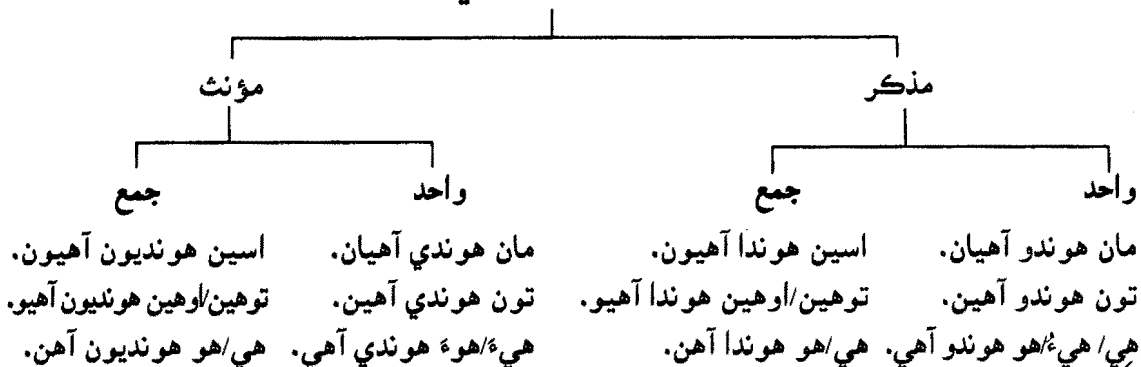 مذڪر مؤنث
واحد جمع واحد جمع
مان هوندو آهيان. اسين هوندا آهيون. مان هوندي آهيان. اسين هونديون آهيون.
تون هوندو آهين. توهين/اوهين هوندا آهيو. تون هوندي آهين. توهين/اوهين هونديون آهيو.
هِي/ هيءُ/هو هوندو آهي. هي/هو هوندا آهن. هيءَ/هوءَ هوندي آهي. هي/هو هونديون آهن.